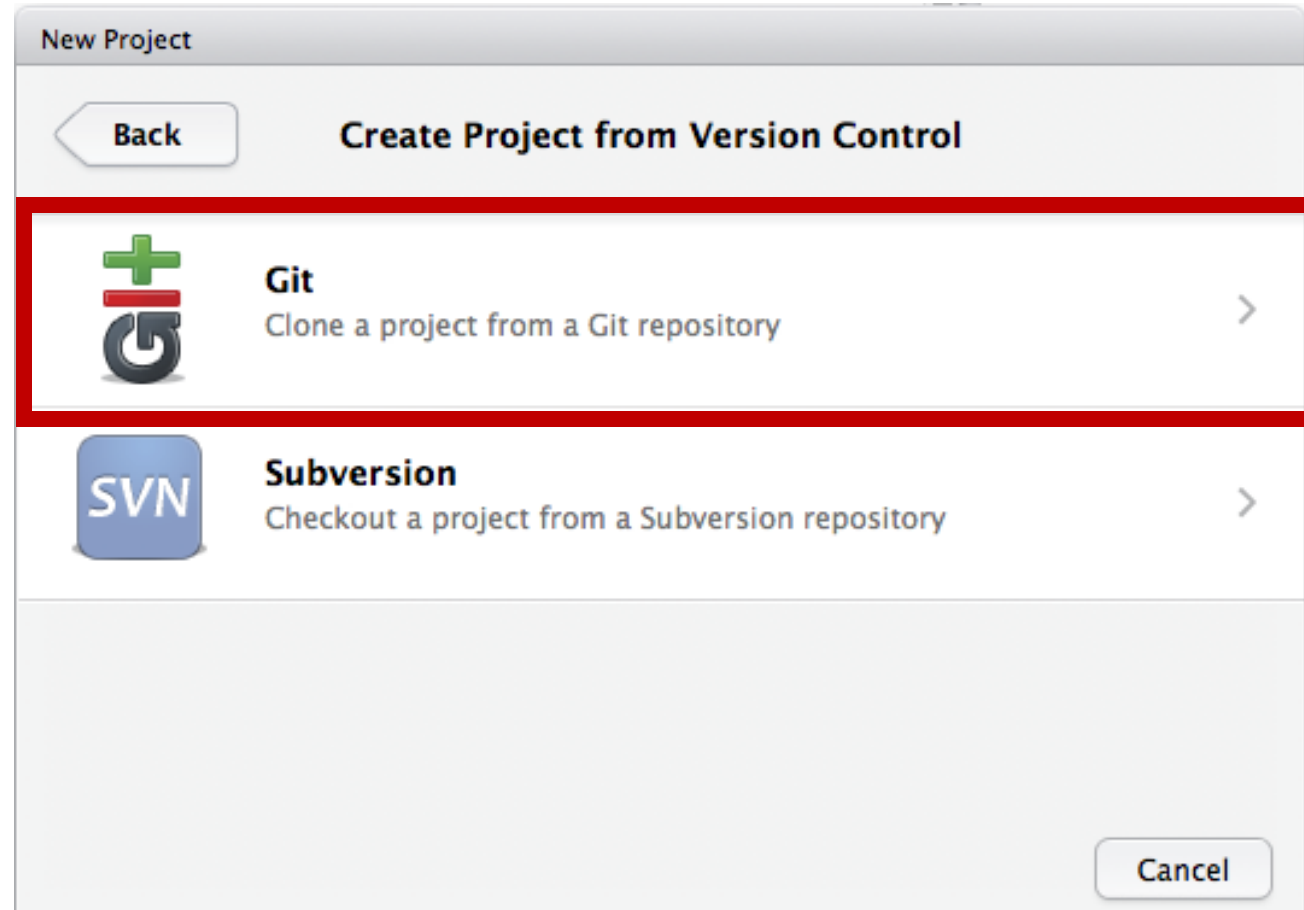 New Project
Back
Create Project from Version Control
Git
Clone a project from a Git repository
SVN
Subversion
Checkout a project from a Subversion repository
Cancel